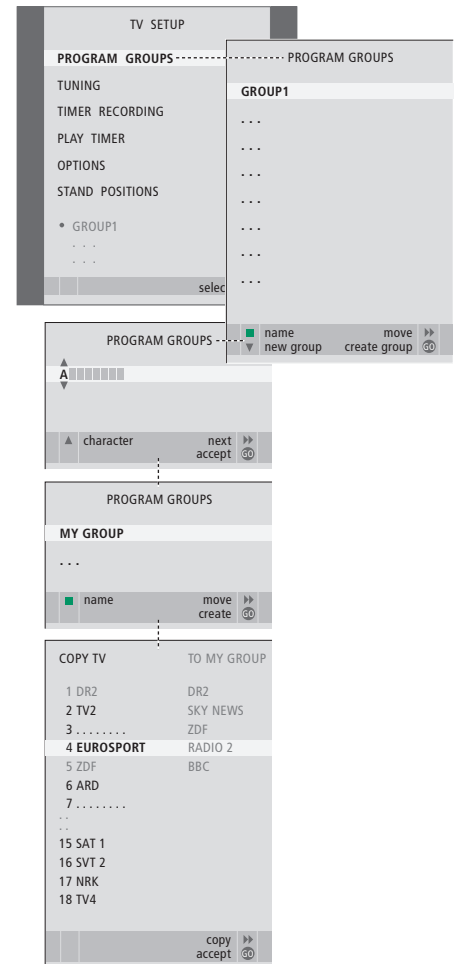 TV SETUP
PROGRAM GROUPS
TUNING
TIMER RECORDING
PLAY TIMER
OPTIONS
STAND POSITIONS
• GROUP1
. . .
. . .
selec
PROGRAM GROUPS
GROUP1
. . .
. . .
. . .
. . .
. . .
. . .
. . .
name move
new group create group GO
PROGRAM GROUPS
A
character next
accept GO
PROGRAM GROUPS
MY GROUP
. . .
name move
create GO
COPY TV TO MY GROUP
1 DR2 DR2
2 TV2 SKY NEWS
3 . . . . . . . . ZDF
4 EUROSPORT RADIO 2
5 ZDF BBC
6 ARD
7 . . . . . . . .
. .
. .
15 SAT 1
16 SVT 2
17 NRK
18 TV4
copy
accept GO